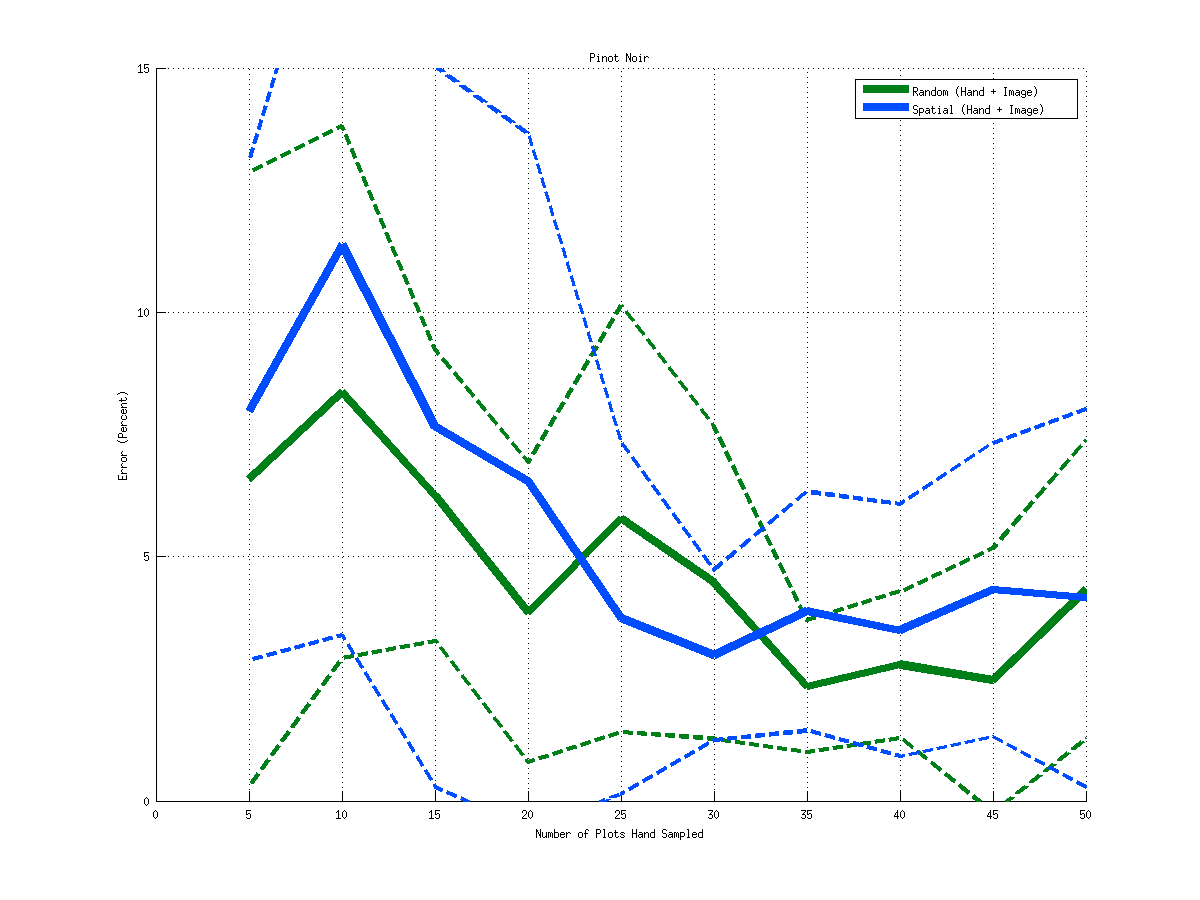 Pinot Noir
15
10
5
0
Error (Percent)
Random (Hand + Image)
Spatial (Hand + Image)
0 5 10 15 20 25 30 35 40 45 50
Number of Plots Hand Sampled